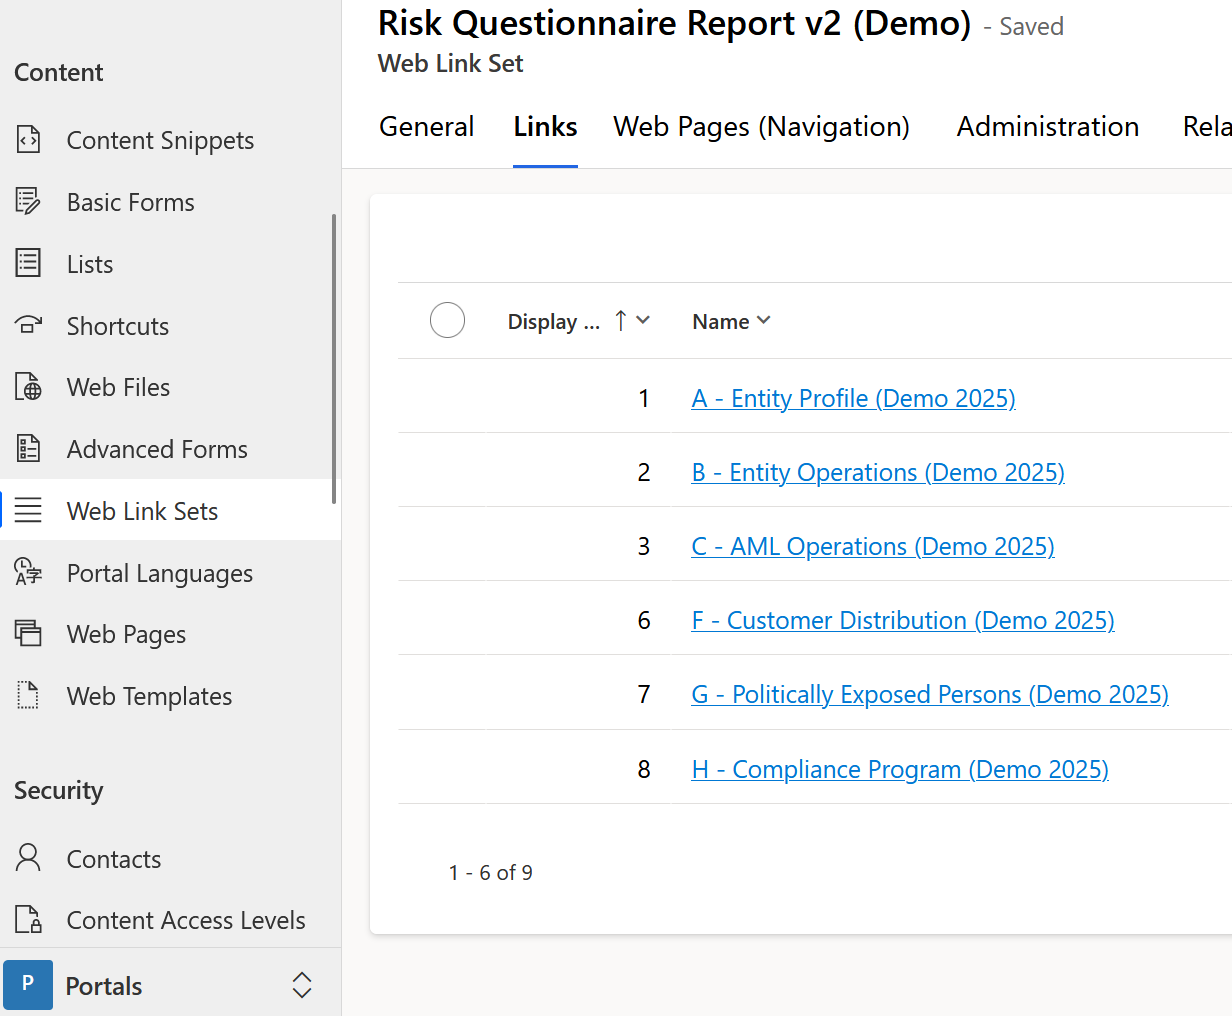 Risk Questionnaire Report v2 (Demo) - Saved
Web Link Set
General Links Web Pages (Navigation) Administration Rela
Content
Content Snippets
Basic Forms
Lists
Shortcuts
Web Files
Advanced Forms
Web Link Sets
Portal Languages
Web Pages
Web Templates
Security
Contacts
Content Access Levels
P Portals
Display ... Name
1 A - Entity Profile (Demo 2025)
2 B - Entity Operations (Demo 2025)
3 C - AML Operations (Demo 2025)
6 F - Customer Distribution (Demo 2025)
7 G - Politically Exposed Persons (Demo 2025)
8 H - Compliance Program (Demo 2025)
1 - 6 of 9